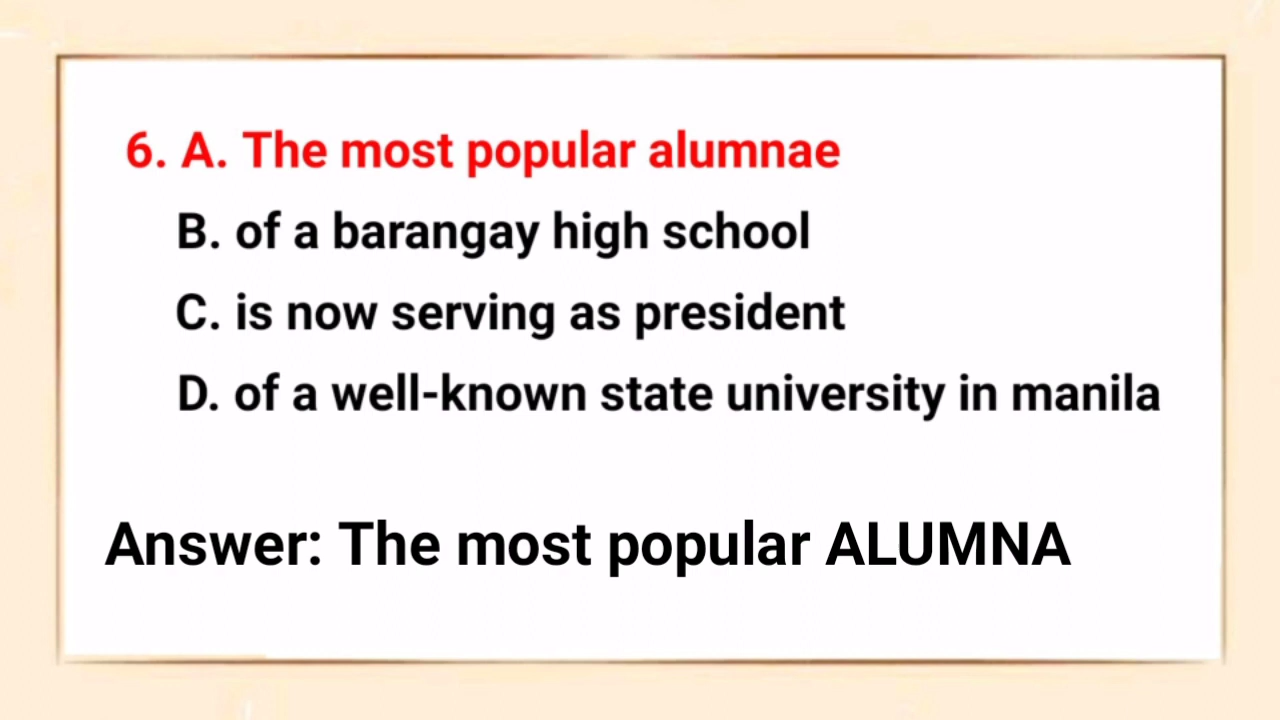 6. A. The most popular alumnae
B. of a barangay high school
C. is now serving as president
D. of a well-known state university in manila
Answer: The most popular ALUMNA